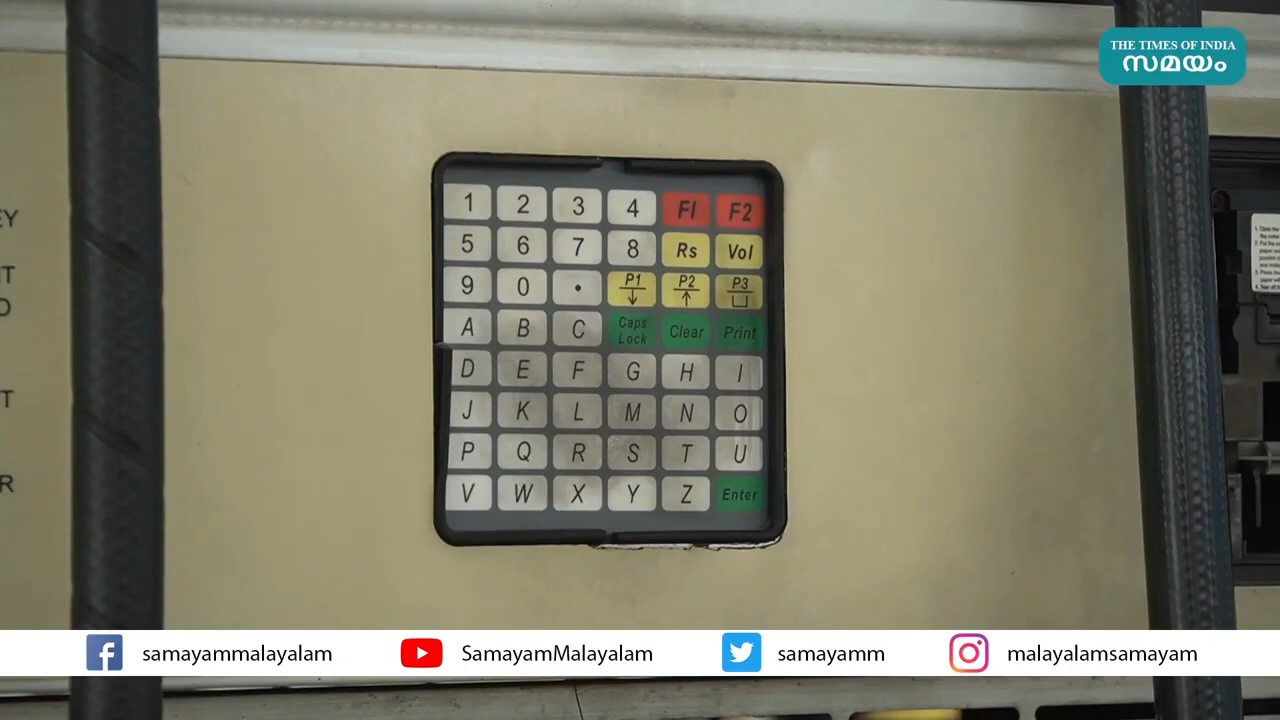 THE TIMES OF INDIA
സമയം
EY
T
R
1 2 3 4 F1 F2
5 6 7 8 Rs Vol
9 0 . P1 ↓ P2 ↑ P3
A B C Caps Lock Clear Print
D E F G H I
J K L M N O
P Q R S T U
V W X Y Z Enter
samayammalayalam
SamayamMalayalam
samayamm
malayalamsamayam